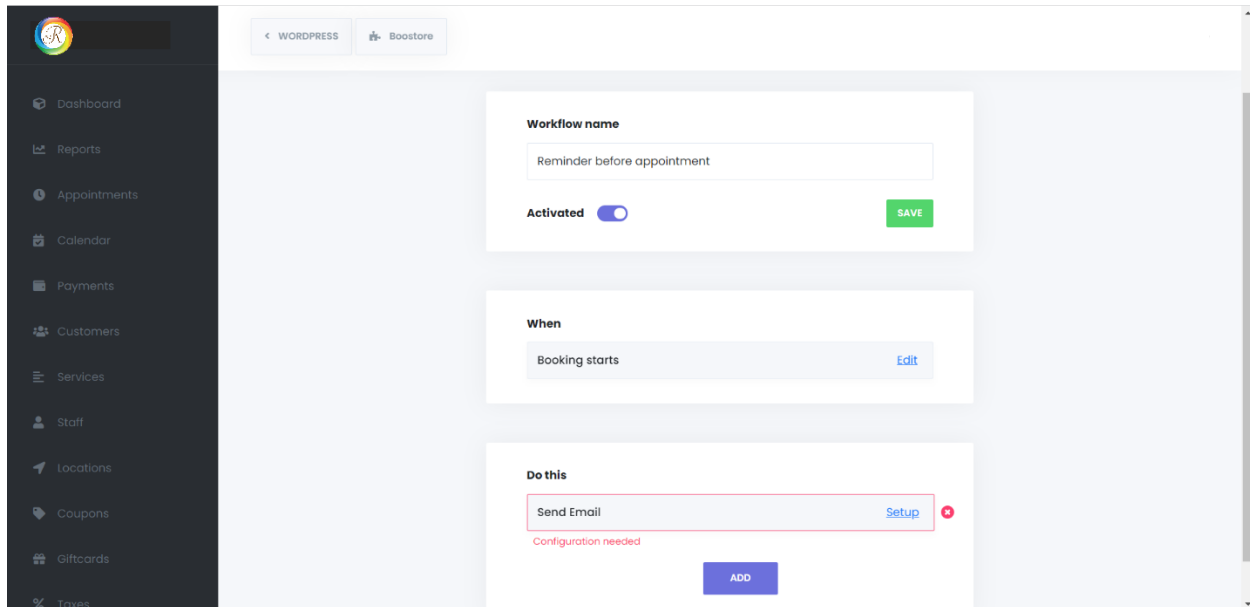 R
WORDPRESS
Boostore
Dashboard
Reports
Appointments
Calendar
Payments
Customers
Services
Staff
Locations
Coupons
Giftcards
Taxes
Workflow name
Reminder before appointment
Activated
SAVE
When
Booking starts Edit
Do this
Send Email Setup
Configuration needed
ADD